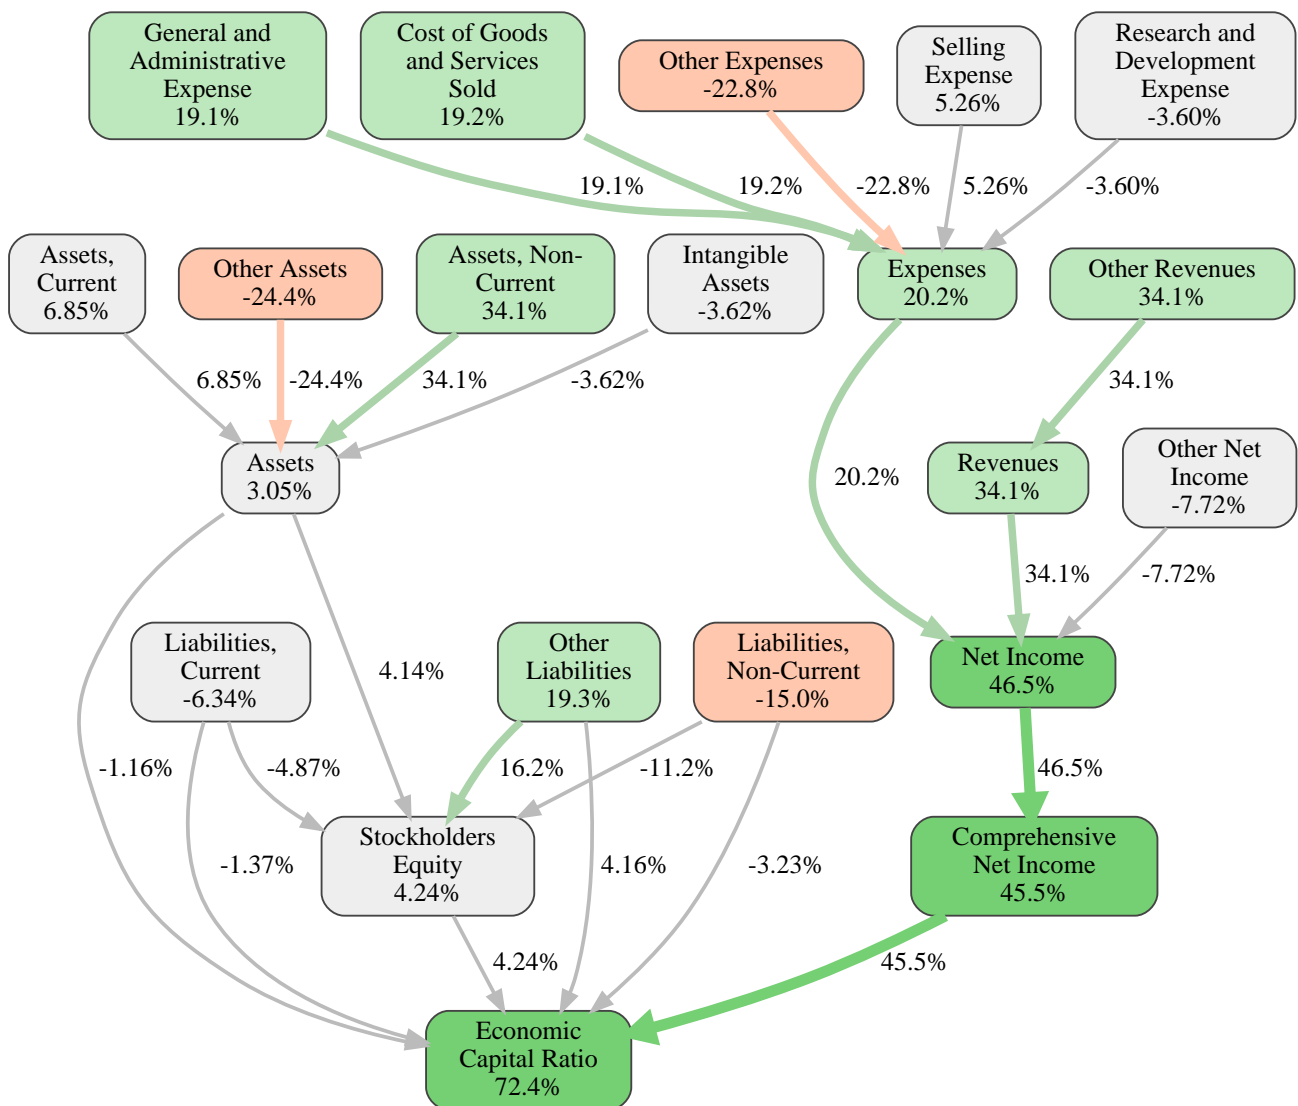 General and
Administrative
Expense
19.1%
Cost of Goods
and Services
Sold
19.2%
Other Expenses
-22.8%
Selling
Expense
5.26%
Research and
Development
Expense
-3.60%
19.1%
19.2%
-22.8%
5.26%
-3.60%
Assets,
Current
6.85%
Other Assets
-24.4%
Assets, Non-
Current
34.1%
Intangible
Assets
-3.62%
Expenses
20.2%
Other Revenues
34.1%
6.85%
-24.4%
34.1%
-3.62%
34.1%
Assets
3.05%
20.2%
Revenues
34.1%
Other Net
Income
-7.72%
34.1%
-7.72%
Liabilities,
Current
-6.34%
4.14%
Other
Liabilities
19.3%
Liabilities,
Non-Current
-15.0%
Net Income
46.5%
-1.16%
-4.87%
16.2%
-11.2%
46.5%
Stockholders
Equity
4.24%
Comprehensive
Net Income
45.5%
-1.37%
4.16%
-3.23%
4.24%
45.5%
Economic
Capital Ratio
72.4%